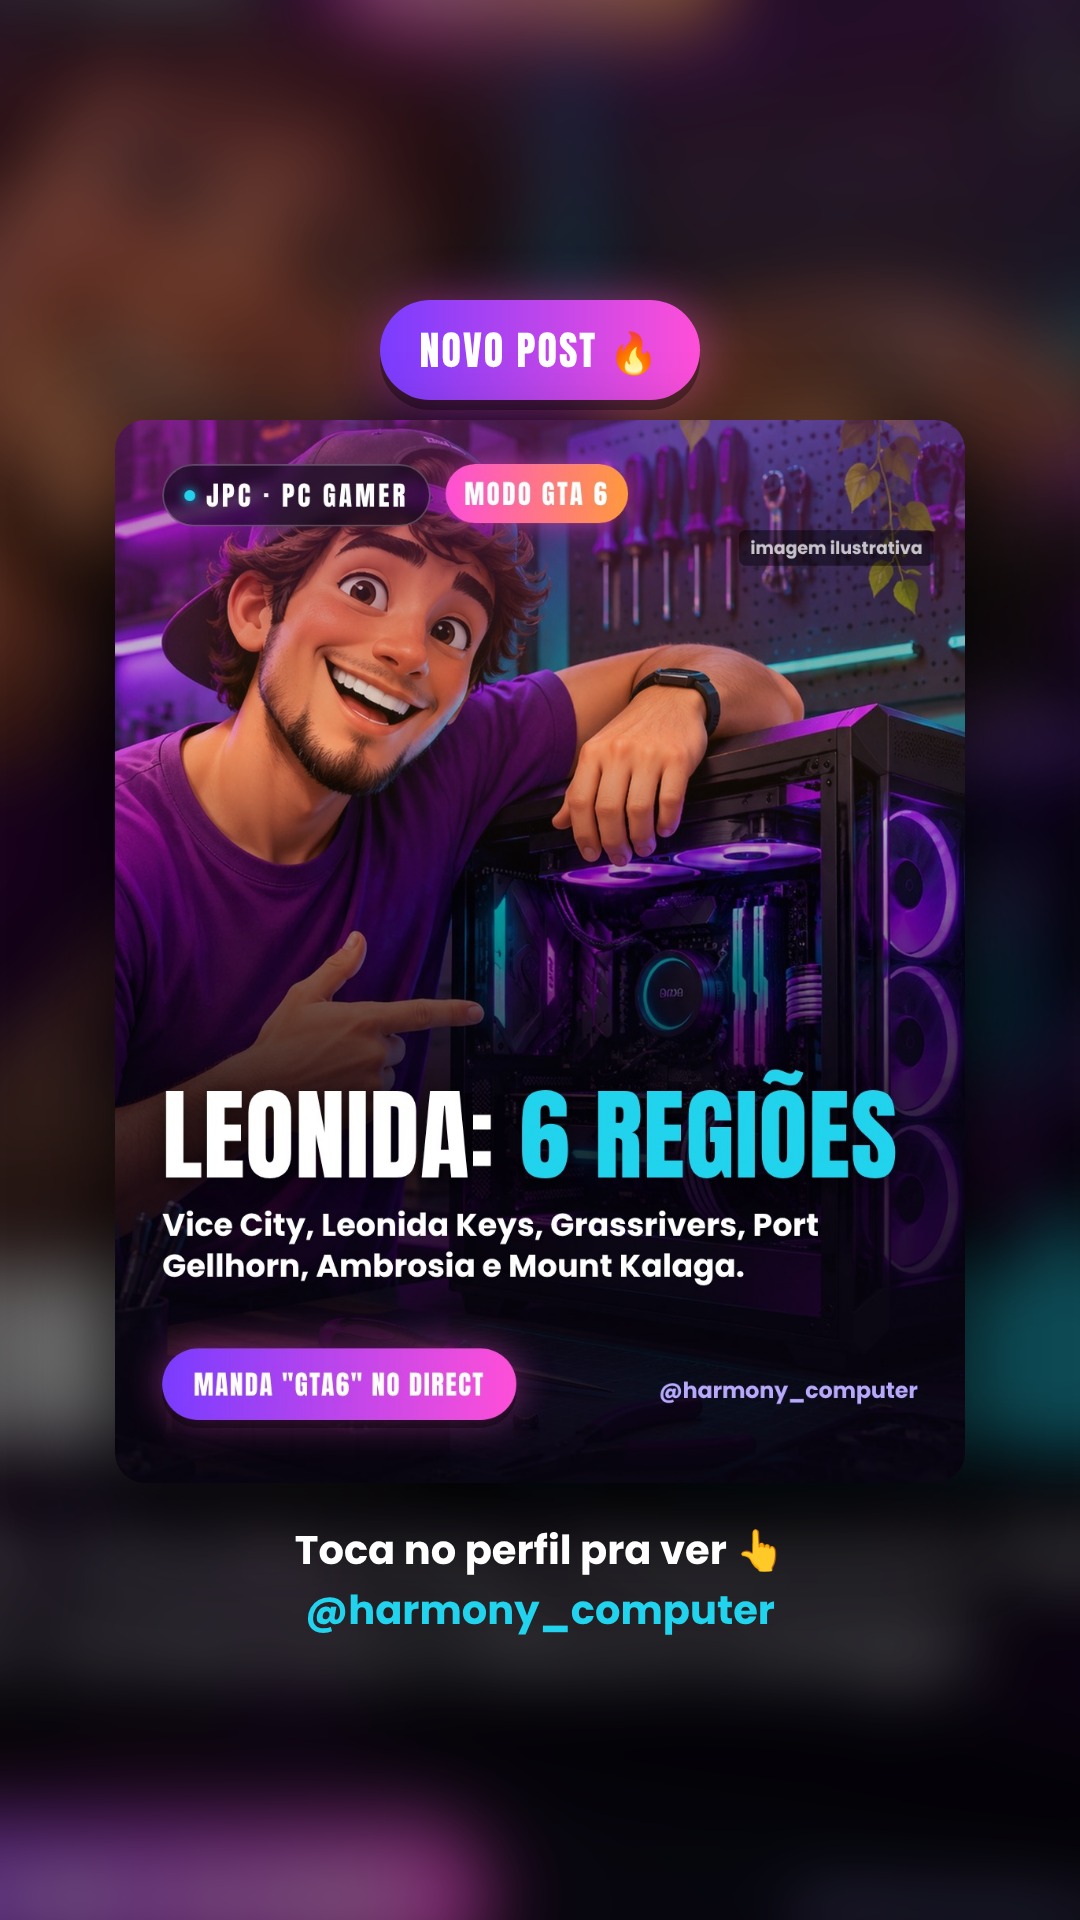 NOVO POST 🔥
JPC · PC GAMER
MODO GTA 6
imagem ilustrativa
LEONIDA: 6 REGIÕES
Vice City, Leonida Keys, Grassrivers, Port
Gellhorn, Ambrosia e Mount Kalaga.
MANDA "GTA6" NO DIRECT
@harmony_computer
Toca no perfil pra ver 👆
@harmony_computer